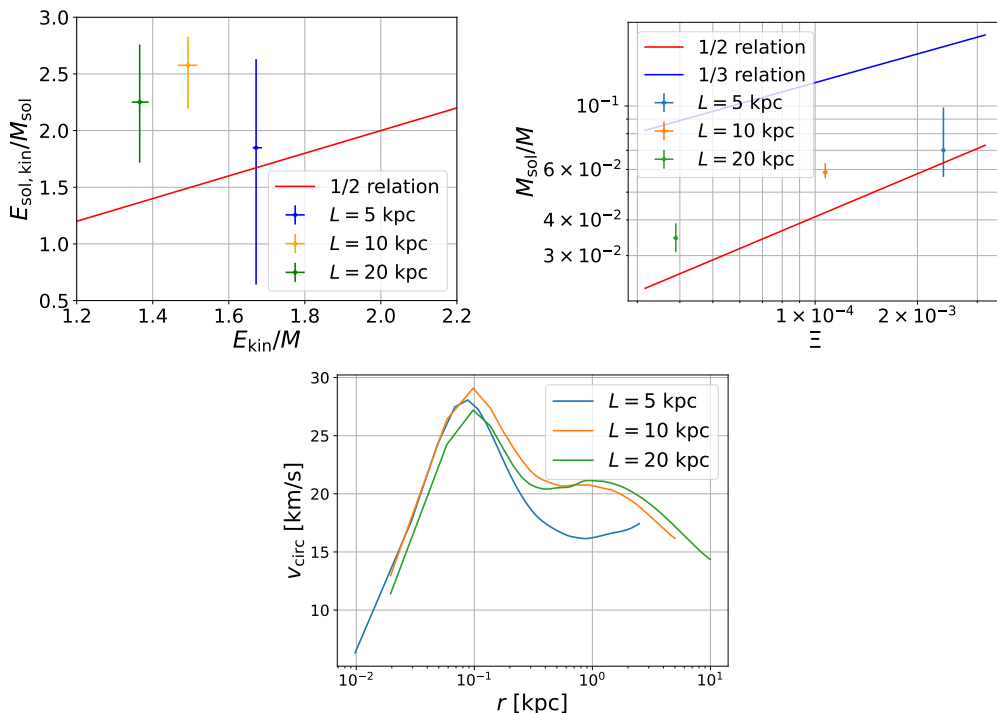 3.0
2.5
2.0
1.5
1.0
0.5
1.2 1.4 1.6 1.8 2.0 2.2
E_sol, kin/M_sol
E_kin/M
1/2 relation
L = 5 kpc
L = 10 kpc
L = 20 kpc
10⁻¹
6 × 10⁻²
4 × 10⁻²
3 × 10⁻²
1 × 10⁻⁴ 2 × 10⁻³
M_sol/M
Ξ
1/2 relation
1/3 relation
L = 5 kpc
L = 10 kpc
L = 20 kpc
30
25
20
15
10
10⁻² 10⁻¹ 10⁰ 10¹
v_circ [km/s]
r [kpc]
L = 5 kpc
L = 10 kpc
L = 20 kpc